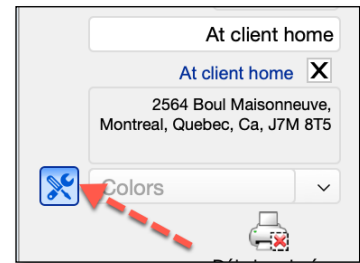 At client home
At client home X
2564 Boul Maisonneuve,
Montreal, Quebec, Ca, J7M 8T5
Colors